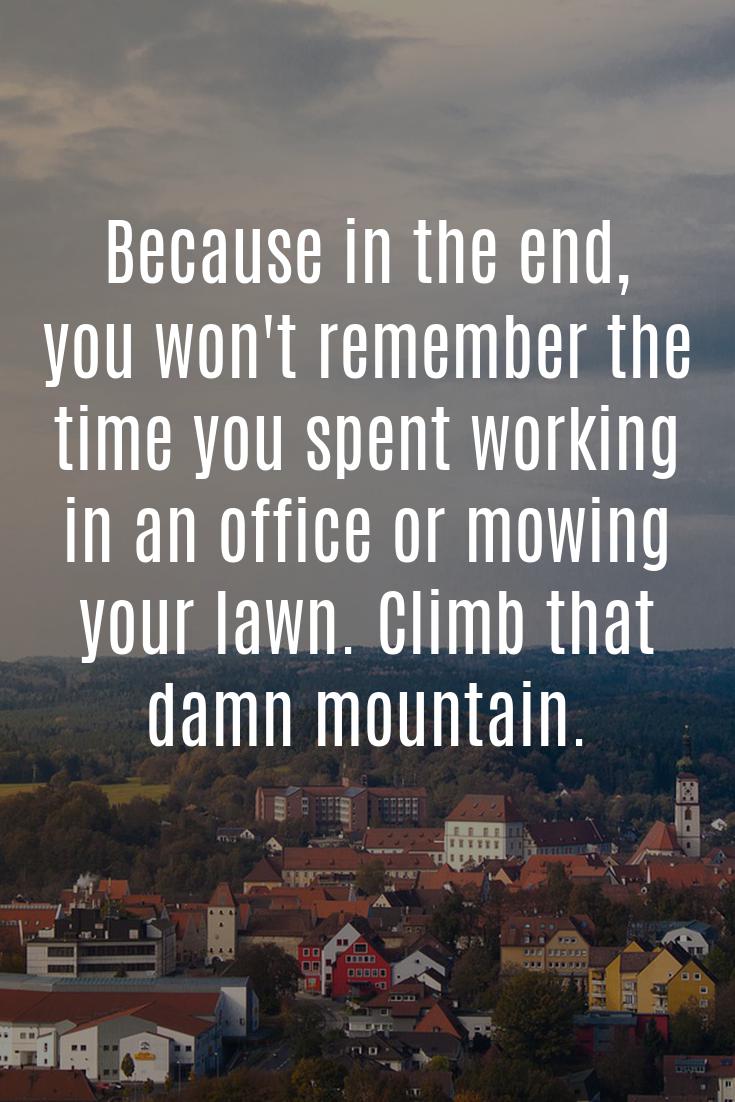 Because in the end,
you won't remember the
time you spent working
in an office or mowing
your lawn. Climb that
damn mountain.